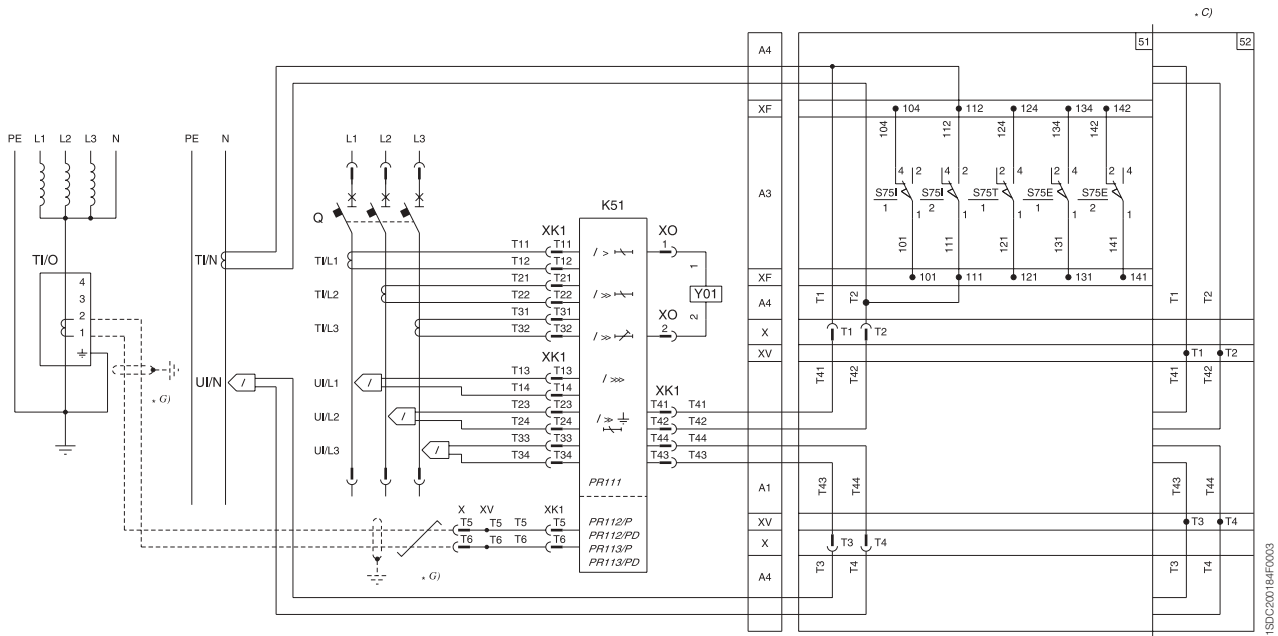 * C)
A4
51
52
XF
104
112
124
134
142
104
112
124
134
142
PE L1 L2 L3 N
PE N
L1 L2 L3
A3
4 2
4 2
2 4
2 4
2 4
S75I
1
S75I
2
S75T
1
S75E
1
S75E
2
1
1
1
1
1
K51
Q
XK1
XO
T11 T11
1
I >
TI/O
TI/N
TI/L1
T12 T12
101
111
121
131
141
XF
101
111
121
131
141
4
3
2
1
T21 T21
1
Y01
2
TI/L2
T22 T22
I >>
A4
T1
T2
T1
T2
T31 T31
XO
TI/L3
T32 T32
I >>
2
X
T1
T2
XV
T1
T2
XK1
* G)
UI/N
I
T13 T13
I >>>
T41
T42
T41
T42
UI/L1
I
T14 T14
XK1
T23 T23
T41 T41
UI/L2
I
T24 T24
I >>
T42 T42
T33 T33
T44 T44
UI/L3
I
T34 T34
T43 T43
PR111
A1
T43
T44
T43
T44
X XV XK1
T5 T5 T5 T5
PR112/P
XV
T3
T4
PR112/PD
T6 T6 T6 T6
PR113/P
X
T3
T4
PR113/PD
* G)
A4
T3
T4
T3
T4
1SDC200184F0003